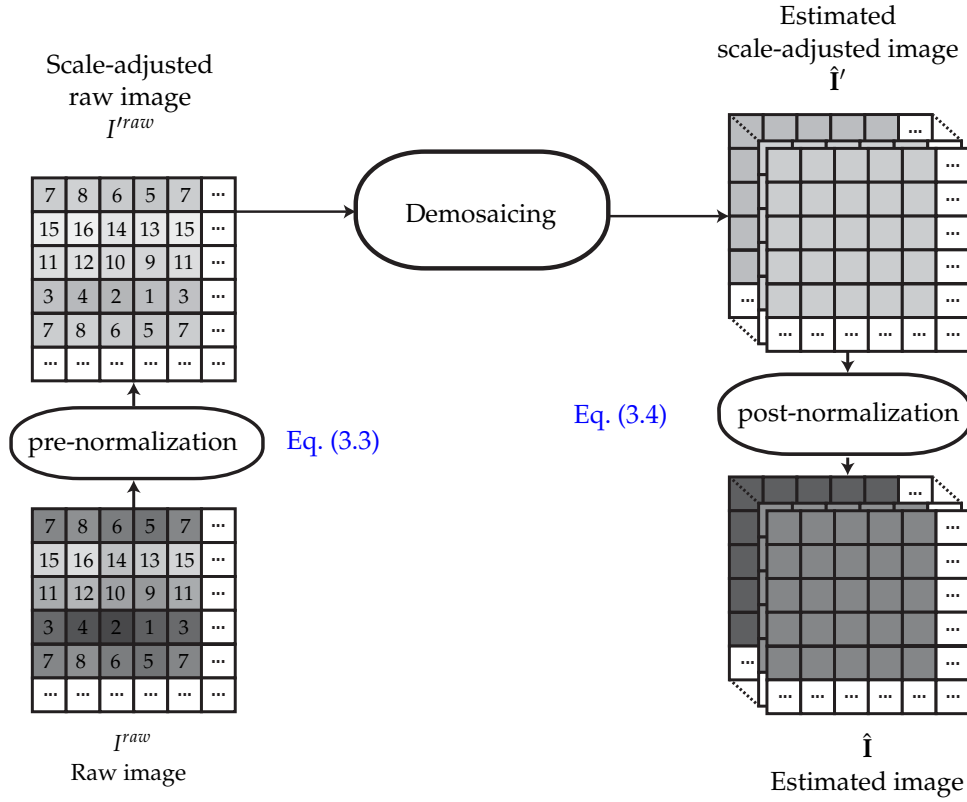 Estimated
scale-adjusted image
Î′
Scale-adjusted
raw image
I′raw
...
7 8 6 5 7 ...
15 16 14 13 15 ...
11 12 10 9 11 ...
3 4 2 1 3 ...
7 8 6 5 7 ...
... ... ... ... ... ...
Demosaicing
...
...
...
...
...
...
... ... ... ... ... ...
pre-normalization
Eq. (3.3)
Eq. (3.4)
post-normalization
7 8 6 5 7 ...
15 16 14 13 15 ...
11 12 10 9 11 ...
3 4 2 1 3 ...
7 8 6 5 7 ...
... ... ... ... ... ...
...
...
...
...
...
...
...
... ... ... ... ... ...
Iraw
Raw image
Î
Estimated image